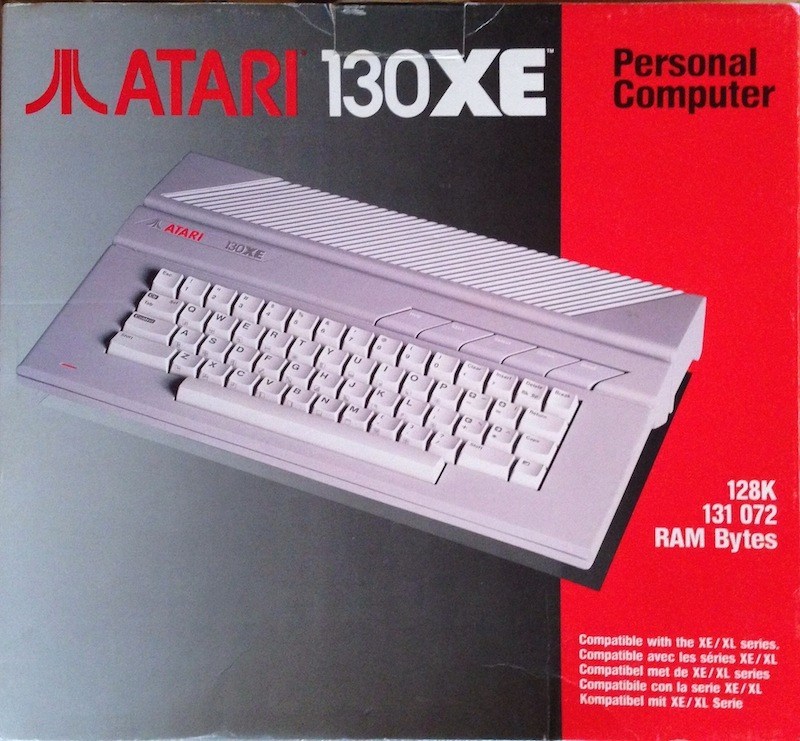 ATARI 130XE™
Personal
Computer
ATARI 130XE
128K
131 072
RAM Bytes
Compatible with the XE/XL series.
Compatible avec les séries XE/XL
Compatibel met de XE/XL series
Compatibile con la serie XE/XL
Kompatibel mit XE/XL Serie